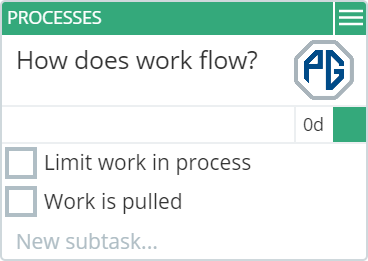 PROCESSES
How does work flow?
PG
0d
Limit work in process
Work is pulled
New subtask...